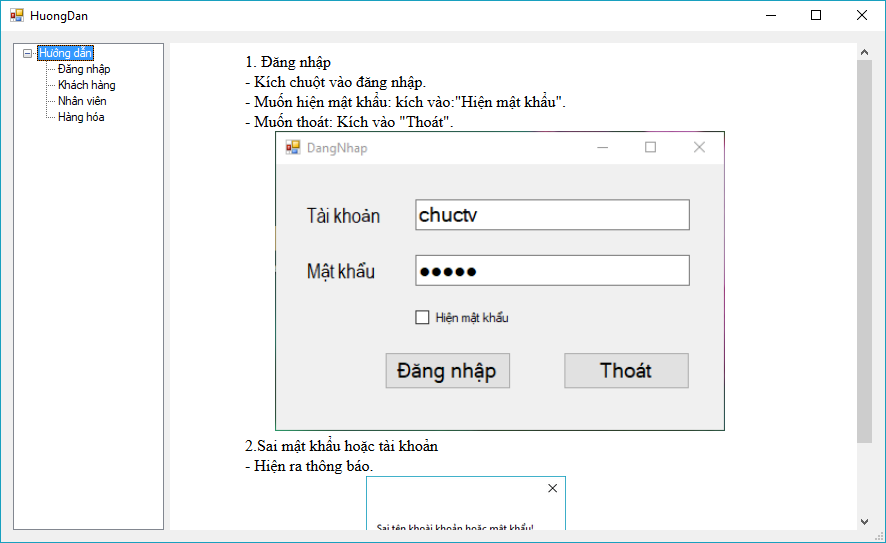 HuongDan
Hướng dẫn
Đăng nhập
Khách hàng
Nhân viên
Hàng hóa
1. Đăng nhập
- Kích chuột vào đăng nhập.
- Muốn hiện mật khẩu: kích vào:"Hiện mật khẩu".
- Muốn thoát: Kích vào "Thoát".
DangNhap
Tài khoản chuctv
Mật khẩu ●●●●●
Hiện mật khẩu
Đăng nhập Thoát
2.Sai mật khẩu hoặc tài khoản
- Hiện ra thông báo.
Sai tên khoải khoản hoặc mật khẩu!